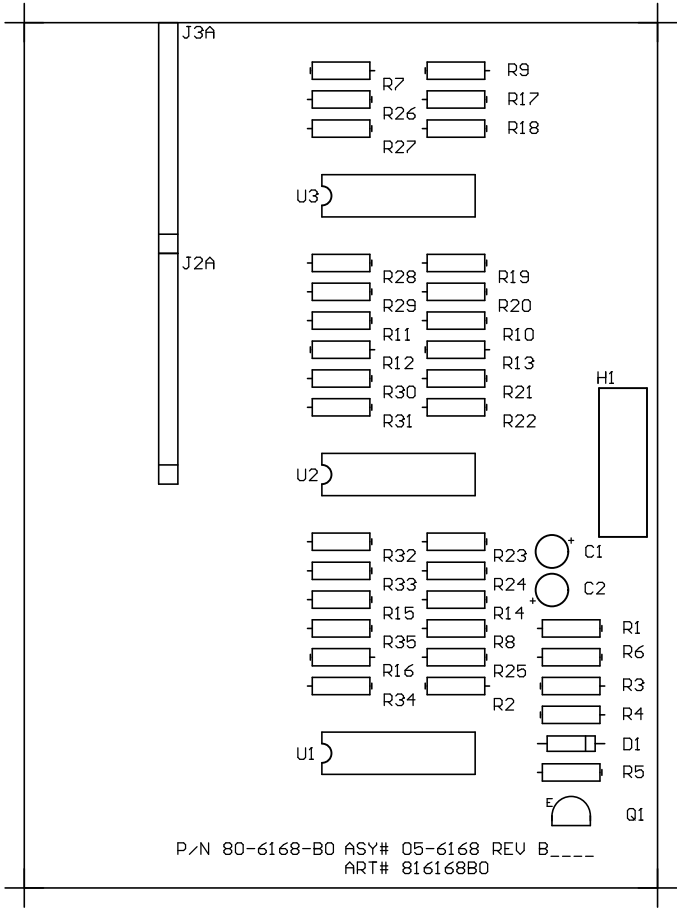 J3A
R7 R9
R26 R17
R27 R18
U3
J2A
R28 R19
R29 R20
R11 R10
R12 R13
R30 R21
R31 R22
H1
U2
R32 R23 + C1
R33 R24 C2
R15 R14 +
R35 R8 R1
R16 R25 R6
R34 R2 R3
R4
U1 D1
R5
E Q1
P/N 80-6168-B0 ASY# 05-6168 REV B____
ART# 816168B0